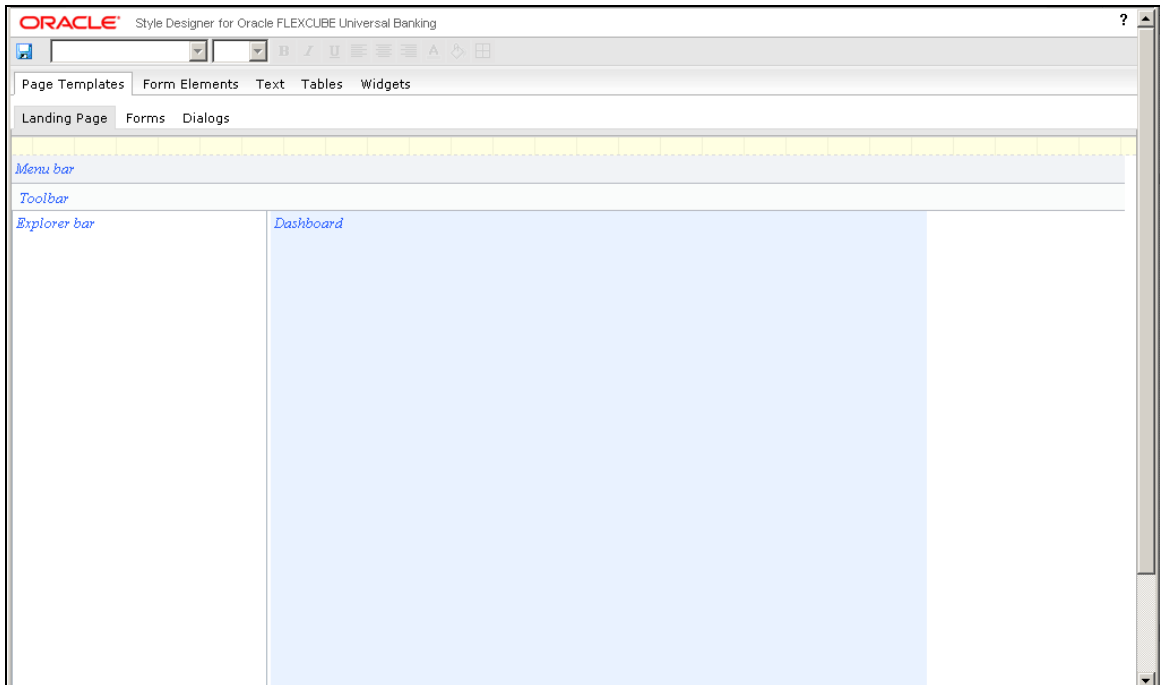 ORACLE® Style Designer for Oracle FLEXCUBE Universal Banking ?
B I U A
Page Templates Form Elements Text Tables Widgets
Landing Page Forms Dialogs
Menu bar
Toolbar
Explorer bar Dashboard